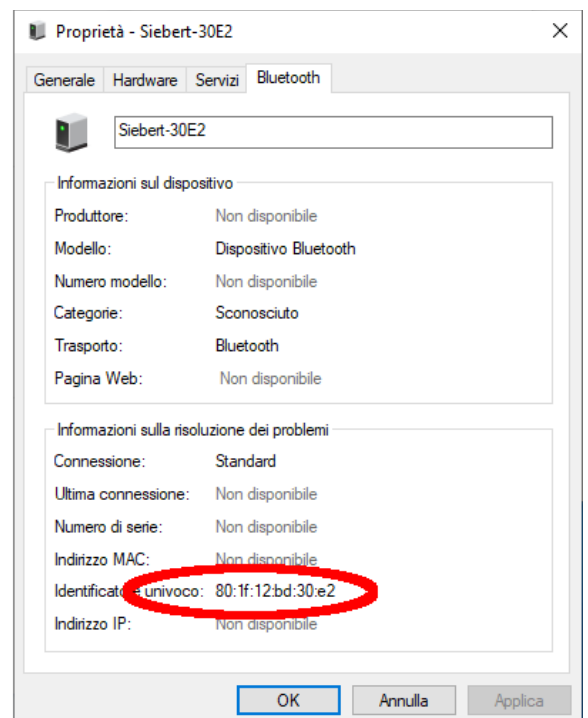 Proprietà - Siebert-30E2
Generale Hardware Servizi Bluetooth
Siebert-30E2
Informazioni sul dispositivo
Produttore: Non disponibile
Modello: Dispositivo Bluetooth
Numero modello: Non disponibile
Categorie: Sconosciuto
Trasporto: Bluetooth
Pagina Web: Non disponibile
Informazioni sulla risoluzione dei problemi
Connessione: Standard
Ultima connessione: Non disponibile
Numero di serie: Non disponibile
Indirizzo MAC: Non disponibile
Identificatore univoco: 80:1f:12:bd:30:e2
Indirizzo IP: Non disponibile
OK Annulla Applica